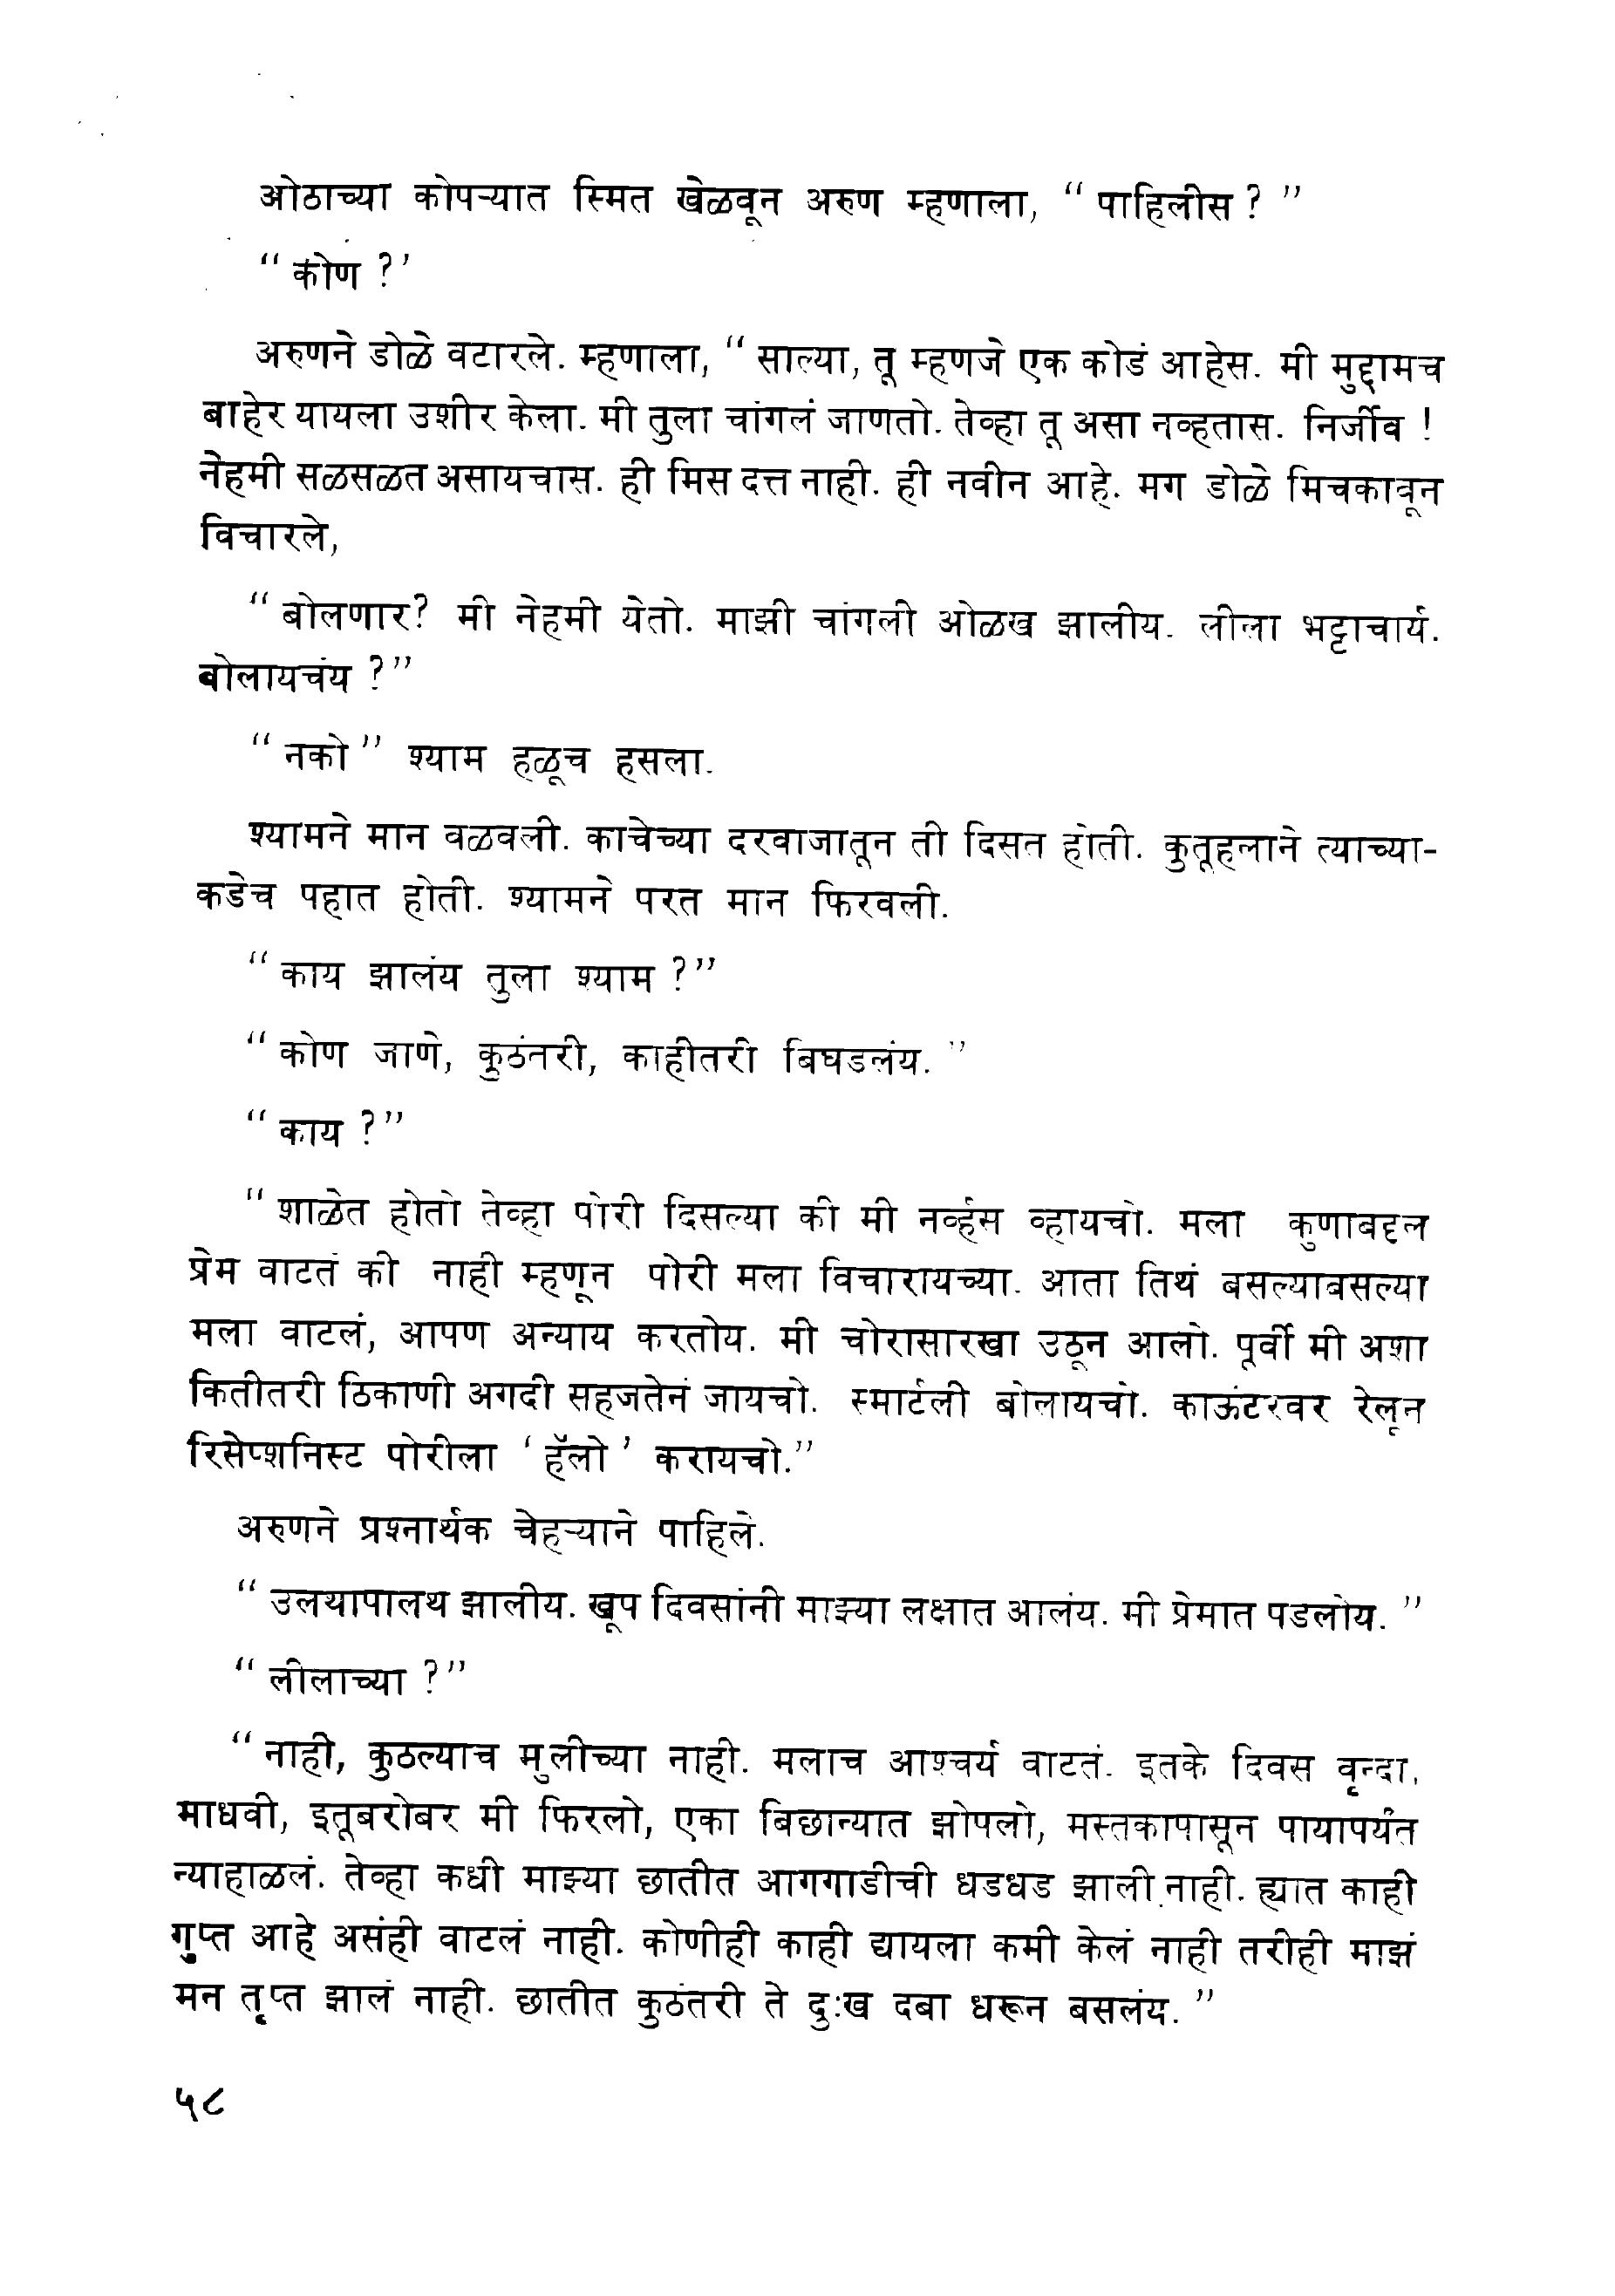 ओठाच्या कोपऱ्यात स्मित खेळवून अरुण म्हणाला, “ पाहिलीस ? ”
“ कोण ?’
अरुणने डोळे वटारले. म्हणाला, “ साल्या, तू म्हणजे एक कोडं आहेस. मी मुद्दामच
बाहेर यायला उशीर केला. मी तुला चांगलं जाणतो. तेव्हा तू असा नव्हतास. निर्जीव !
नेहमी सळसळत असायचास. ही मिस दत्त नाही. ही नवीन आहे. मग डोळे मिचकावून
विचारले,
“ बोलणार? मी नेहमी येतो. माझी चांगली ओळख झालीय. लीला भट्टाचार्य.
बोलायचंय ?”
“ नको ” श्याम हळूच हसला.
श्यामने मान वळवली. काचेच्या दरवाजातून ती दिसत होती. कुतूहलाने त्याच्या-
कडेच पहात होती. श्यामने परत मान फिरवली.
“ काय झालंय तुला श्याम ?”
“ कोण जाणे, कुठंतरी, काहीतरी बिघडलंय. ”
“ काय ?”
“ शाळेत होतो तेव्हा पोरी दिसल्या की मी नर्व्हस व्हायचो. मला कुणाबद्दल
प्रेम वाटतं की नाही म्हणून पोरी मला विचारायच्या. आता तिथं बसल्याबसल्या
मला वाटलं, आपण अन्याय करतोय. मी चोरासारखा उठून आलो. पूर्वी मी अशा
कितीतरी ठिकाणी अगदी सहजतेनं जायचो. स्मार्टली बोलायचो. काऊंटरवर रेलून
रिसेप्शनिस्ट पोरीला ‘ हॅलो ’ करायचो.”
अरुणने प्रश्नार्थक चेहऱ्याने पाहिले.
“ उलथापालथ झालीय. खूप दिवसांनी माझ्या लक्षात आलंय. मी प्रेमात पडलोय. ”
“ लीलाच्या ?”
“ नाही, कुठल्याच मुलीच्या नाही. मलाच आश्चर्य वाटतं. इतके दिवस वृन्दा,
माधवी, इतूबरोबर मी फिरलो, एका बिछान्यात झोपलो, मस्तकापासून पायापर्यंत
न्याहाळलं. तेव्हा कधी माझ्या छातीत आगगाडीची धडधड झाली नाही. ह्यात काही
गुप्त आहे असंही वाटलं नाही. कोणीही काही द्यायला कमी केलं नाही तरीही माझं
मन तृप्त झालं नाही. छातीत कुठंतरी ते दुःख दबा धरून बसलंय. ”
५८